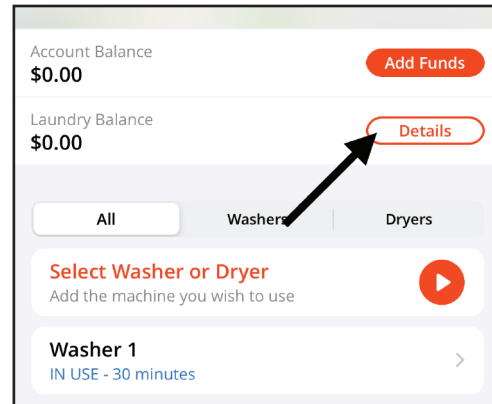 Account Balance
$0.00
Add Funds
Laundry Balance
$0.00
Details
All Washers Dryers
Select Washer or Dryer
Add the machine you wish to use
Washer 1
IN USE - 30 minutes